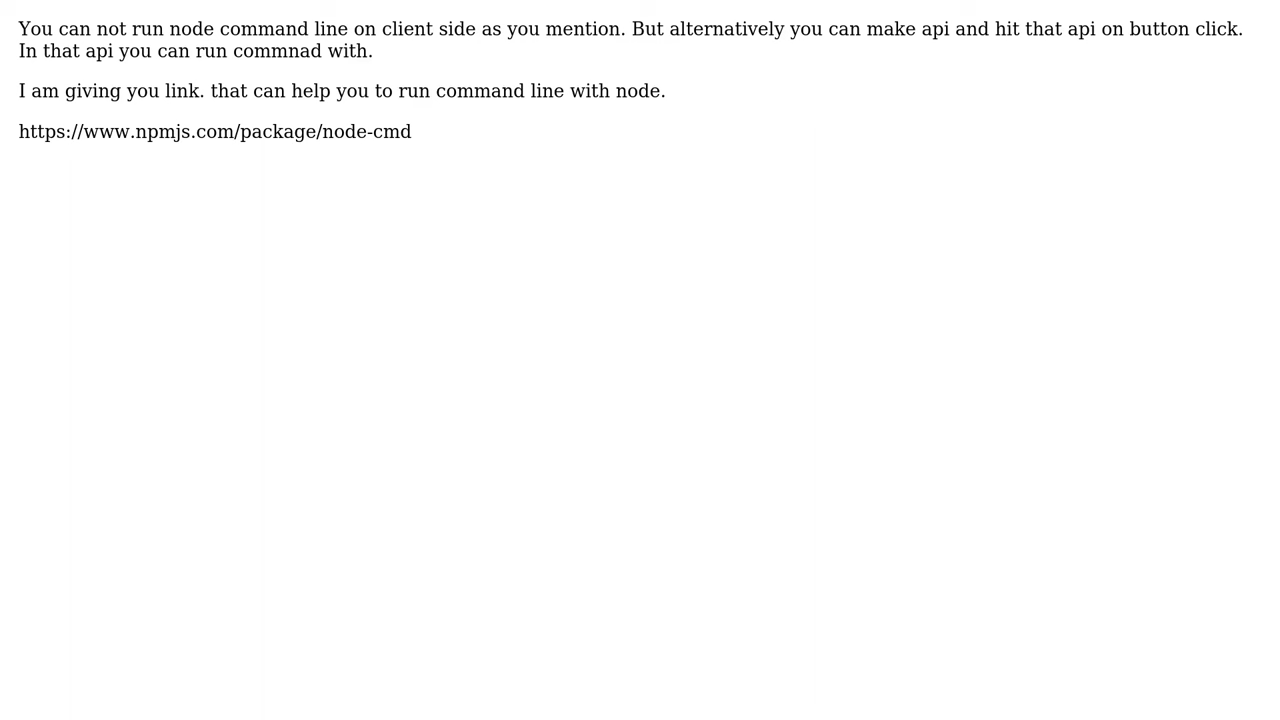 You can not run node command line on client side as you mention. But alternatively you can make api and hit that api on button click.
In that api you can run commnad with.
I am giving you link. that can help you to run command line with node.
https://www.npmjs.com/package/node-cmd